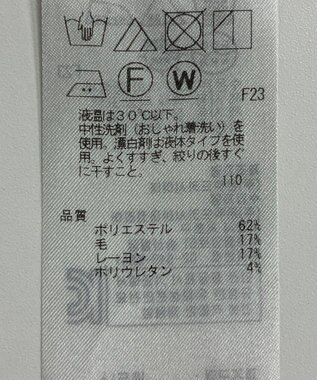 F
W
F23
液温は30℃以下。
中性洗剤(おしゃれ着洗い)を
使用。漂白剤は液体タイプを使
用。よくすすぎ、絞りの後すぐ
に干すこと。
110
品質
ポリエステル 62%
毛 17%
レーヨン 17%
ポリウレタン 4%